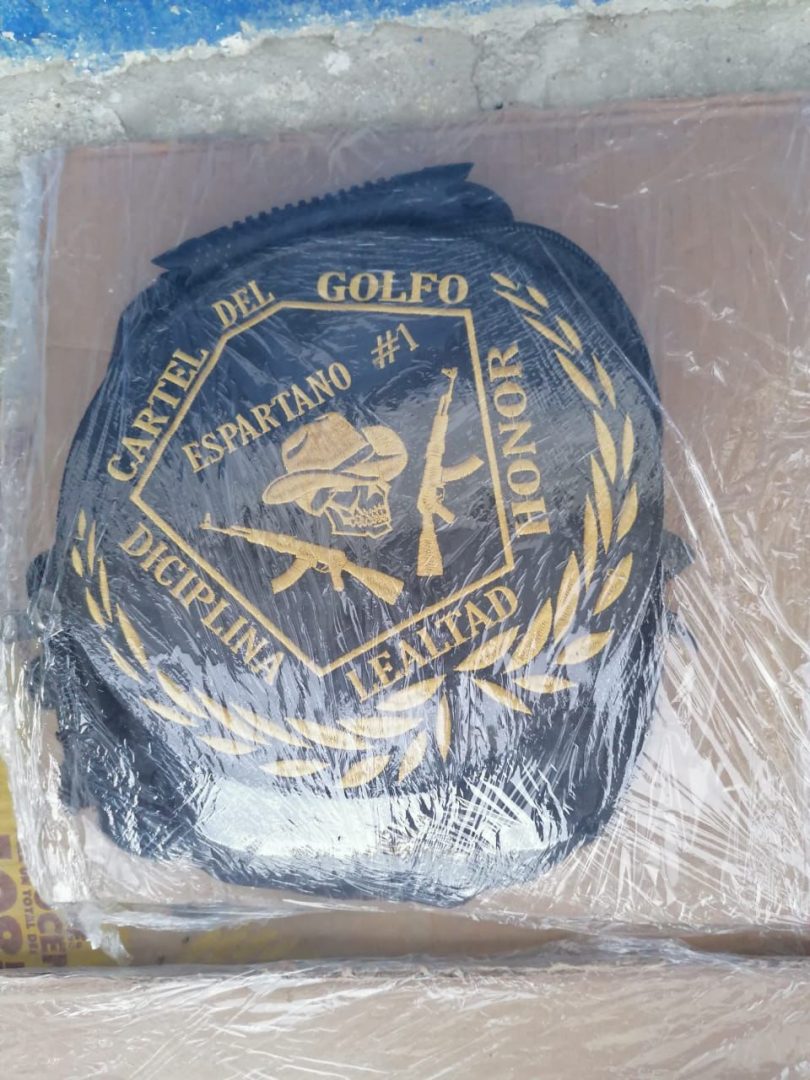 CARTEL DEL GOLFO
ESPARTANO #1
HONOR
DICIPLINA
LEALTAD